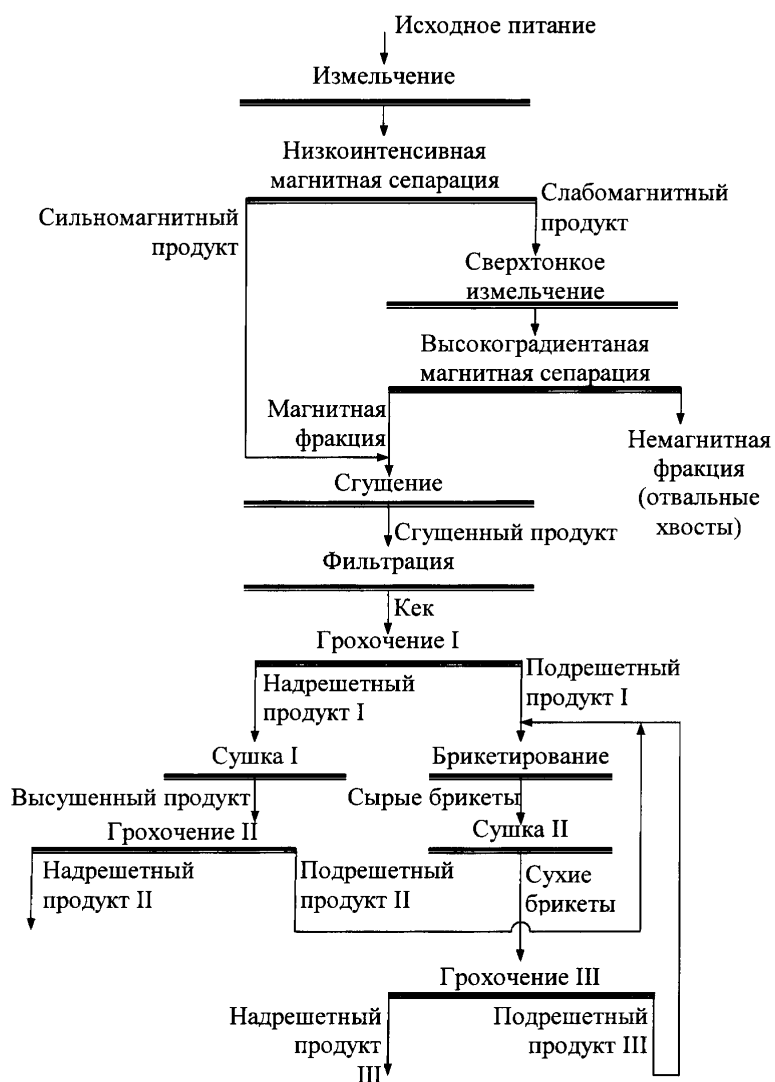 Исходное питание
Измельчение
Низкоинтенсивная
магнитная сепарация
Сильномагнитный
продукт
Слабомагнитный
продукт
Сверхтонкое
измельчение
Высокоградиентаная
магнитная сепарация
Магнитная
фракция
Немагнитная
фракция
(отвальные
хвосты)
Сгущение
Сгущенный продукт
Фильтрация
Кек
Грохочение I
Надрешетный
продукт I
Подрешетный
продукт I
Сушка I
Брикетирование
Высушенный продукт
Сырые брикеты
Грохочение II
Сушка II
Надрешетный
продукт II
Подрешетный
продукт II
Сухие
брикеты
Грохочение III
Надрешетный
продукт
III
Подрешетный
продукт III